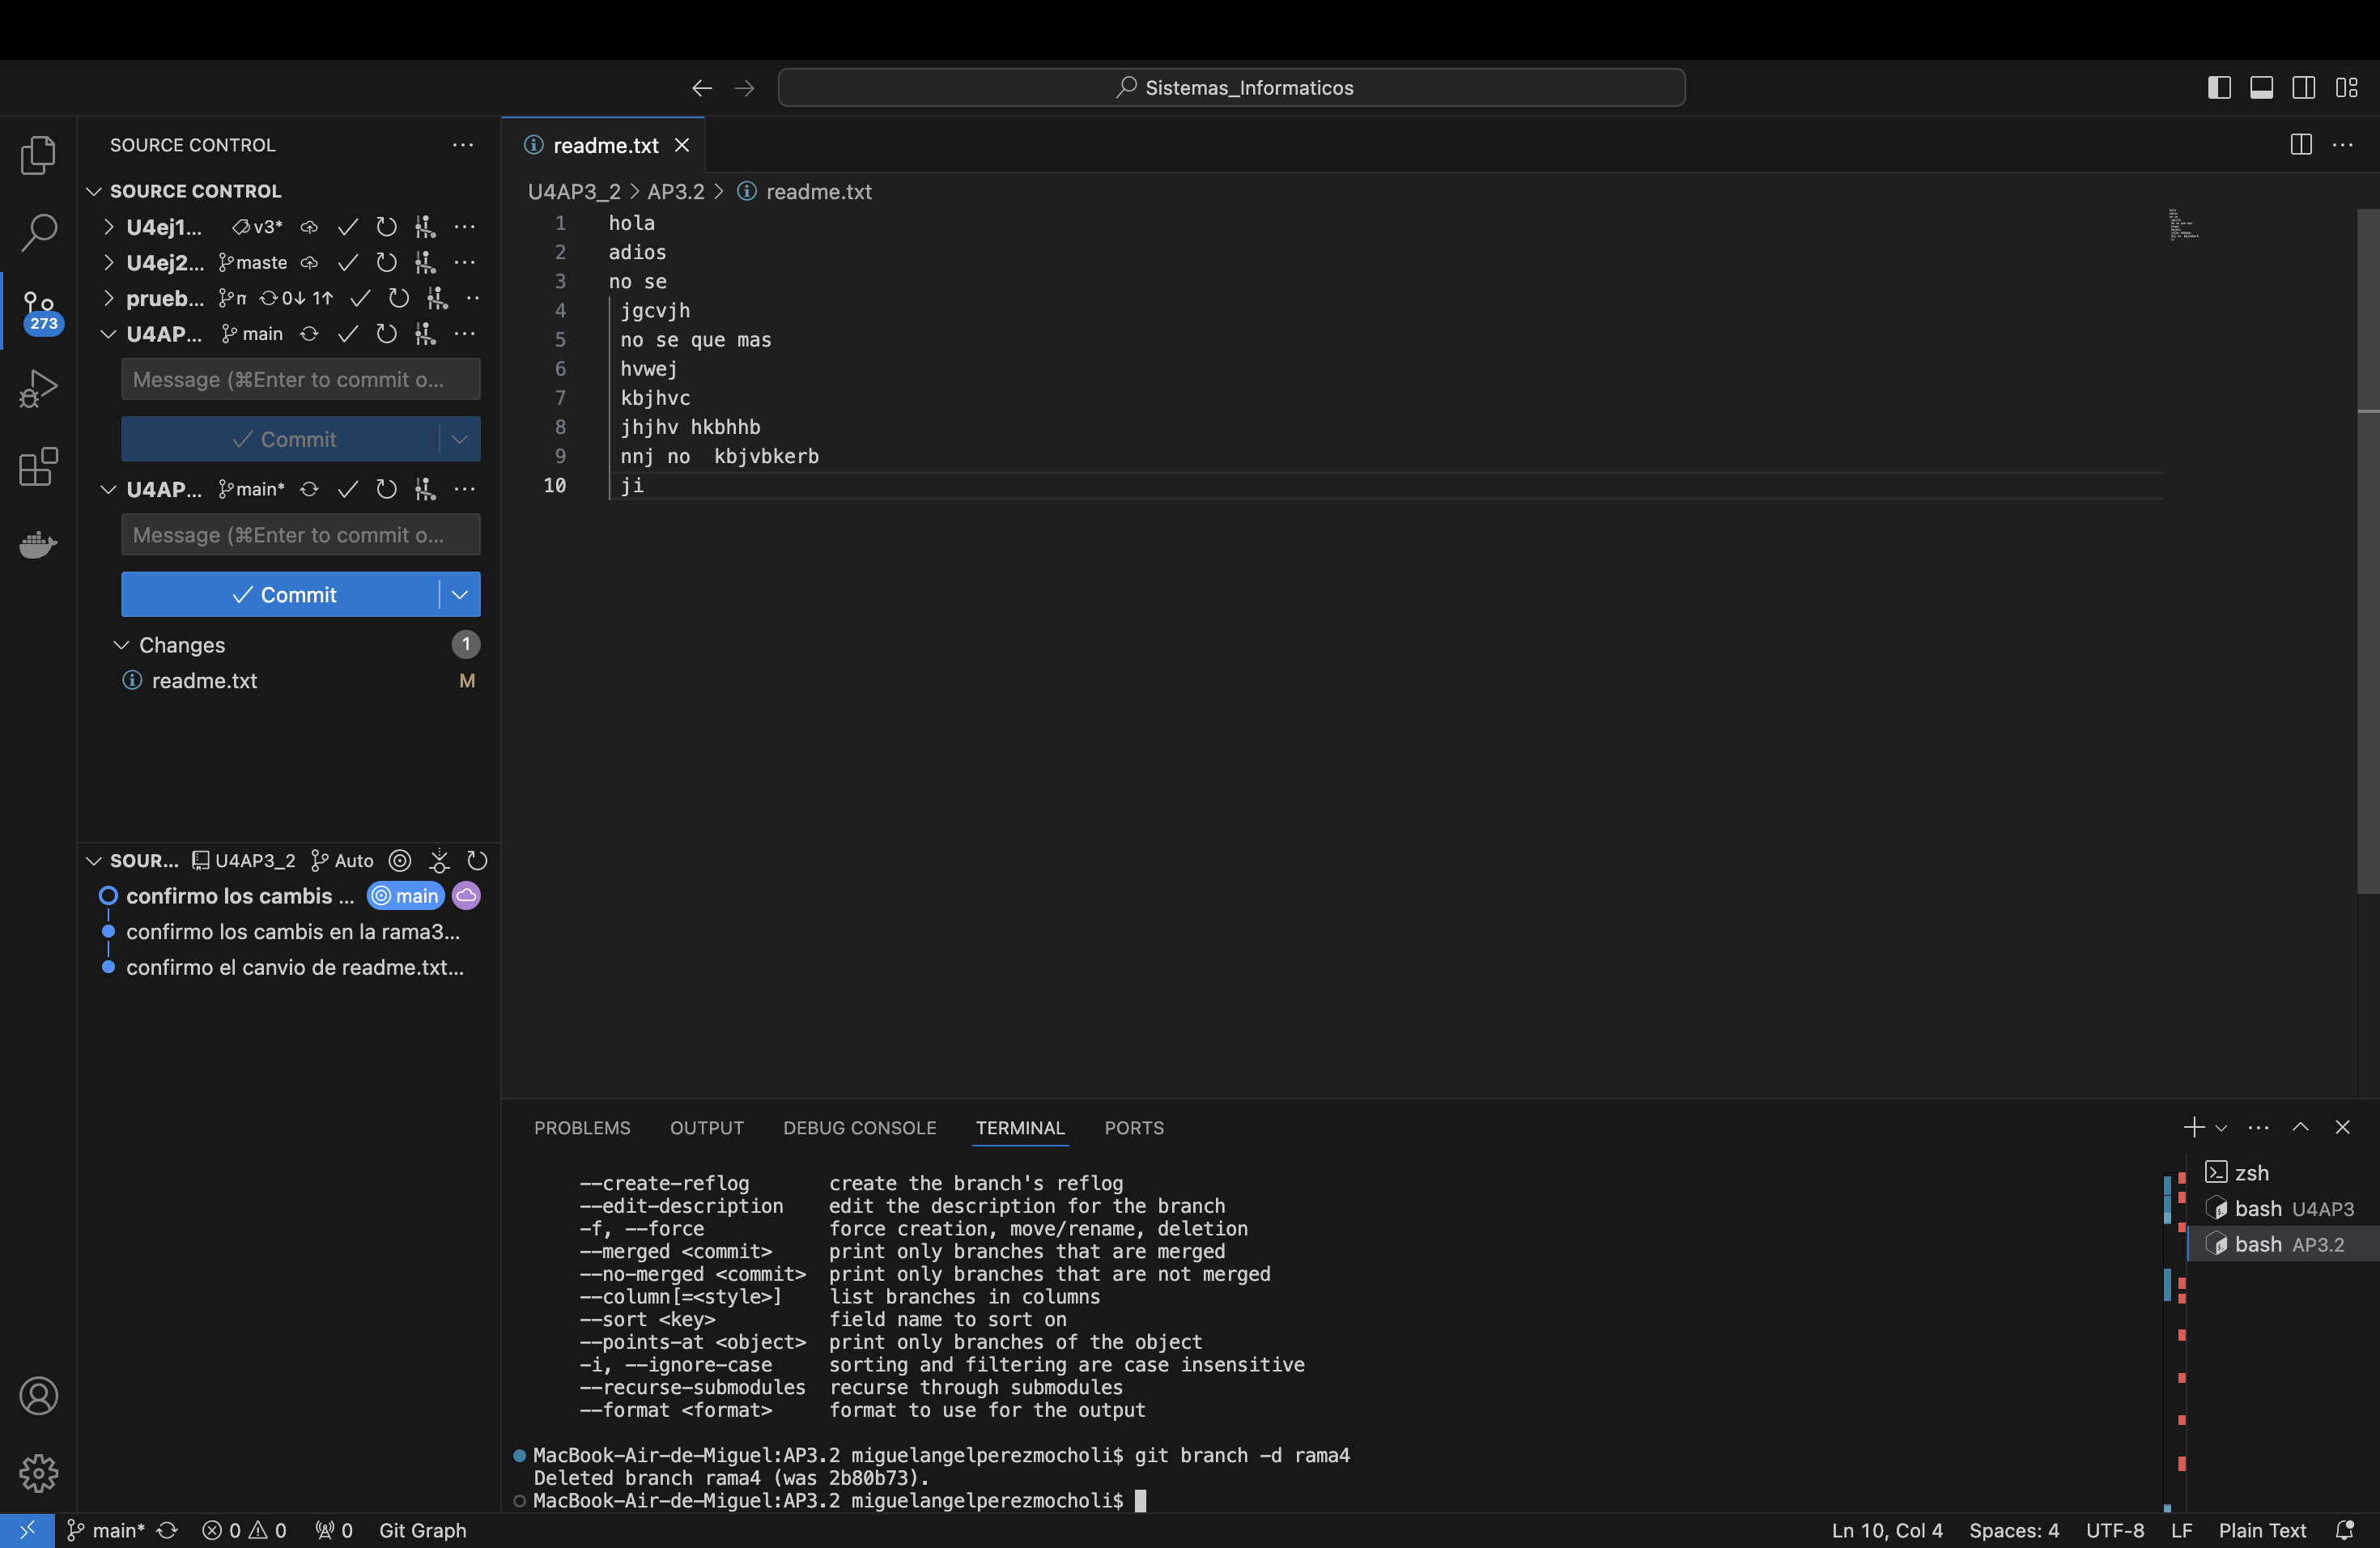 Sistemas_Informaticos
SOURCE CONTROL
SOURCE CONTROL
U4ej1... v3*
U4ej2... maste
prueb... 0↓ 1↑
U4AP... main
Message (⌘Enter to commit o...
Commit
U4AP... main*
Message (⌘Enter to commit o...
Commit
Changes 1
readme.txt M
273
SOUR... U4AP3_2 Auto
confirmo los cambis ... main
confirmo los cambis en la rama3...
confirmo el canvio de readme.txt...
readme.txt
U4AP3_2 > AP3.2 > readme.txt
1 hola
2 adios
3 no se
4 jgcvjh
5 no se que mas
6 hvwej
7 kbjhvc
8 jhjhv hkbhhb
9 nnj no  kbjvbkerb
10 ji
PROBLEMS OUTPUT DEBUG CONSOLE TERMINAL PORTS
--create-reflog create the branch's reflog
--edit-description edit the description for the branch
-f, --force force creation, move/rename, deletion
--merged <commit> print only branches that are merged
--no-merged <commit> print only branches that are not merged
--column[=<style>] list branches in columns
--sort <key> field name to sort on
--points-at <object> print only branches of the object
-i, --ignore-case sorting and filtering are case insensitive
--recurse-submodules recurse through submodules
--format <format> format to use for the output
MacBook-Air-de-Miguel:AP3.2 miguelangelperezmocholi$ git branch -d rama4
Deleted branch rama4 (was 2b80b73).
MacBook-Air-de-Miguel:AP3.2 miguelangelperezmocholi$
zsh
bash U4AP3
bash AP3.2
main* 0 0 0 Git Graph
Ln 10, Col 4 Spaces: 4 UTF-8 LF Plain Text